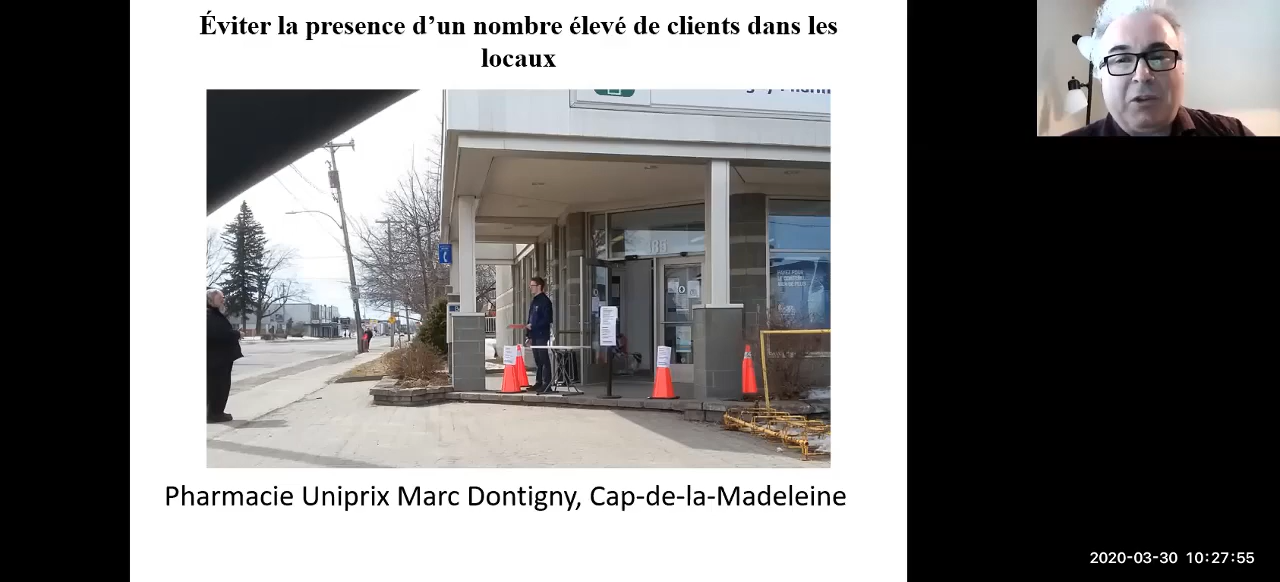 Éviter la presence d’un nombre élevé de clients dans les
locaux
Pharmacie Uniprix Marc Dontigny, Cap-de-la-Madeleine
2020-03-30 10:27:55